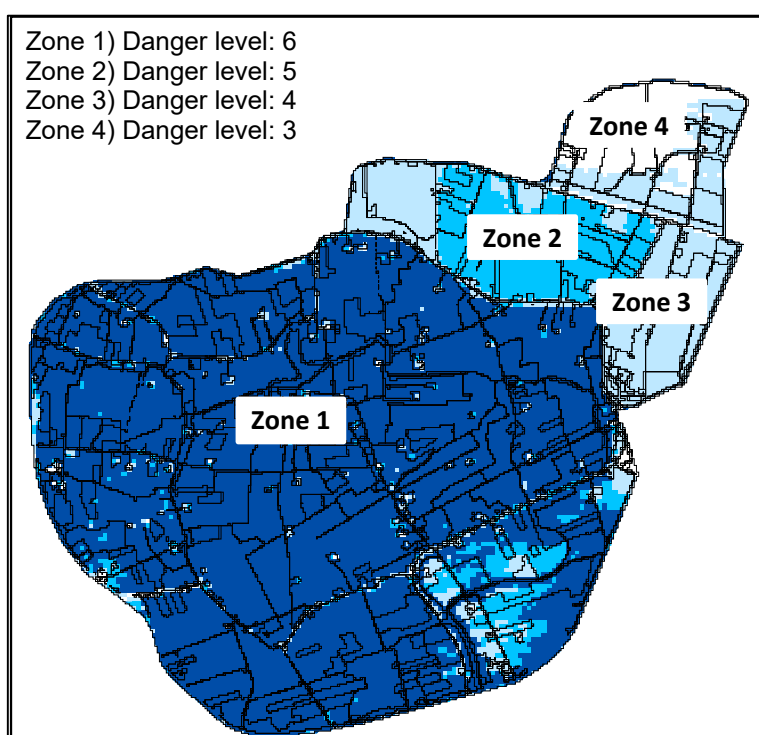 Zone 1) Danger level: 6
Zone 2) Danger level: 5
Zone 3) Danger level: 4
Zone 4) Danger level: 3
Zone 4
Zone 2
Zone 3
Zone 1